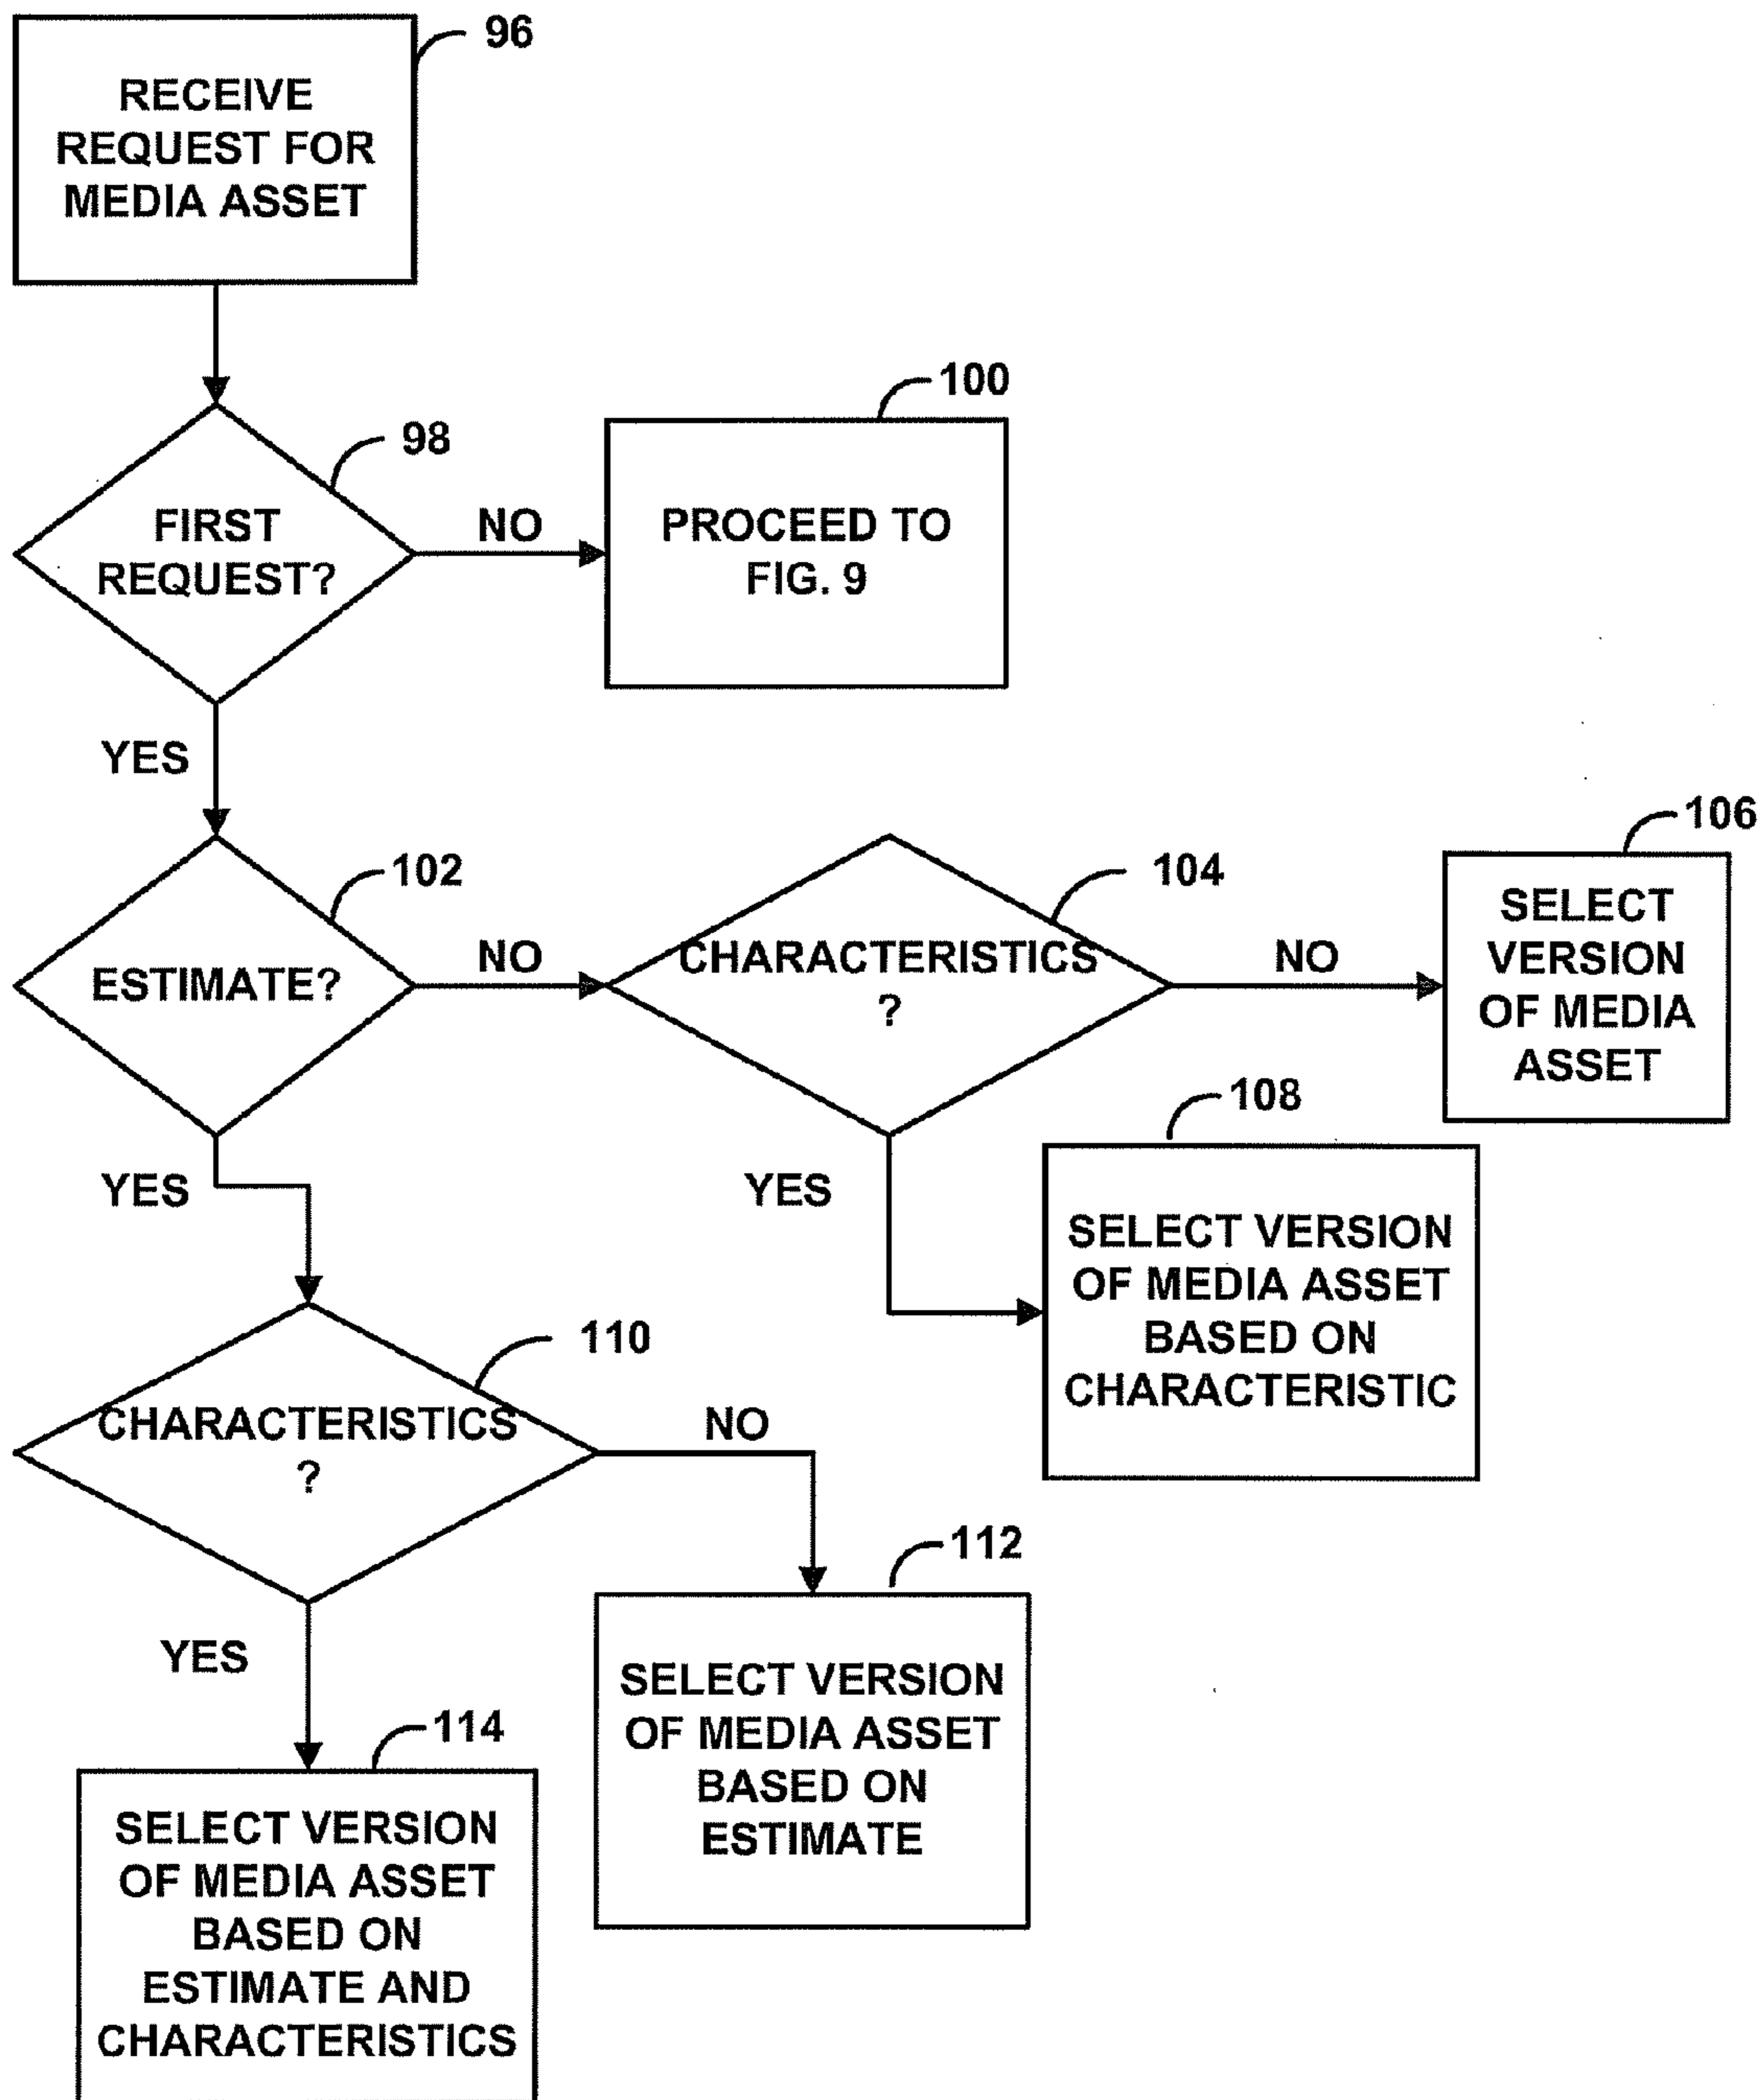 96
RECEIVE
REQUEST FOR
MEDIA ASSET
98
FIRST
REQUEST?
NO
100
PROCEED TO
FIG. 9
YES
102
ESTIMATE?
NO
104
CHARACTERISTICS
?
NO
106
SELECT
VERSION
OF MEDIA
ASSET
YES
108
SELECT VERSION
OF MEDIA ASSET
BASED ON
CHARACTERISTIC
YES
110
CHARACTERISTICS
?
NO
112
SELECT VERSION
OF MEDIA ASSET
BASED ON
ESTIMATE
YES
114
SELECT VERSION
OF MEDIA ASSET
BASED ON
ESTIMATE AND
CHARACTERISTICS